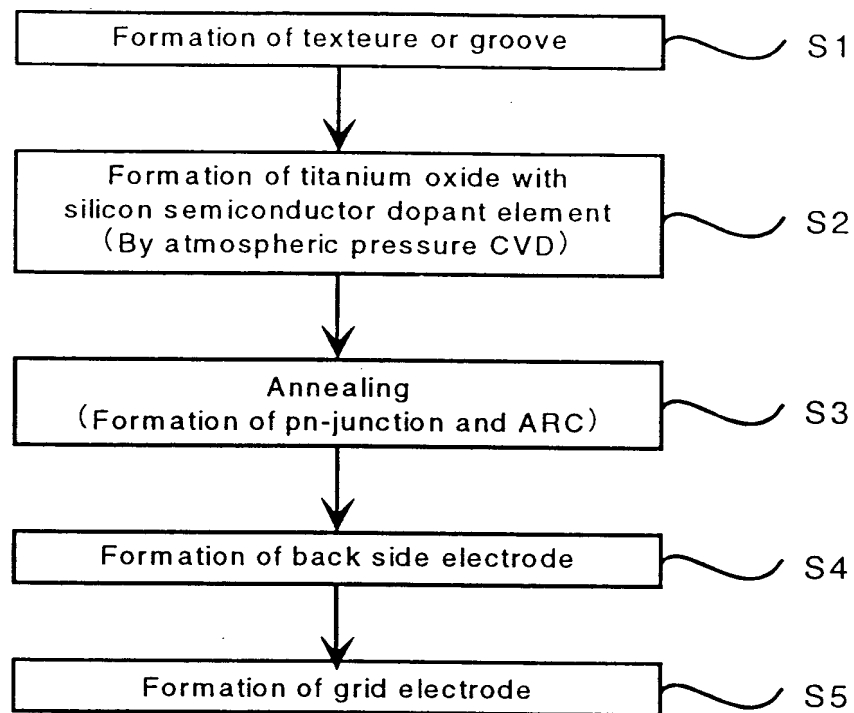 Formation of texteure or groove
S1
Formation of titanium oxide with
silicon semiconductor dopant element
(By atmospheric pressure CVD)
S2
Annealing
(Formation of pn-junction and ARC)
S3
Formation of back side electrode
S4
Formation of grid electrode
S5